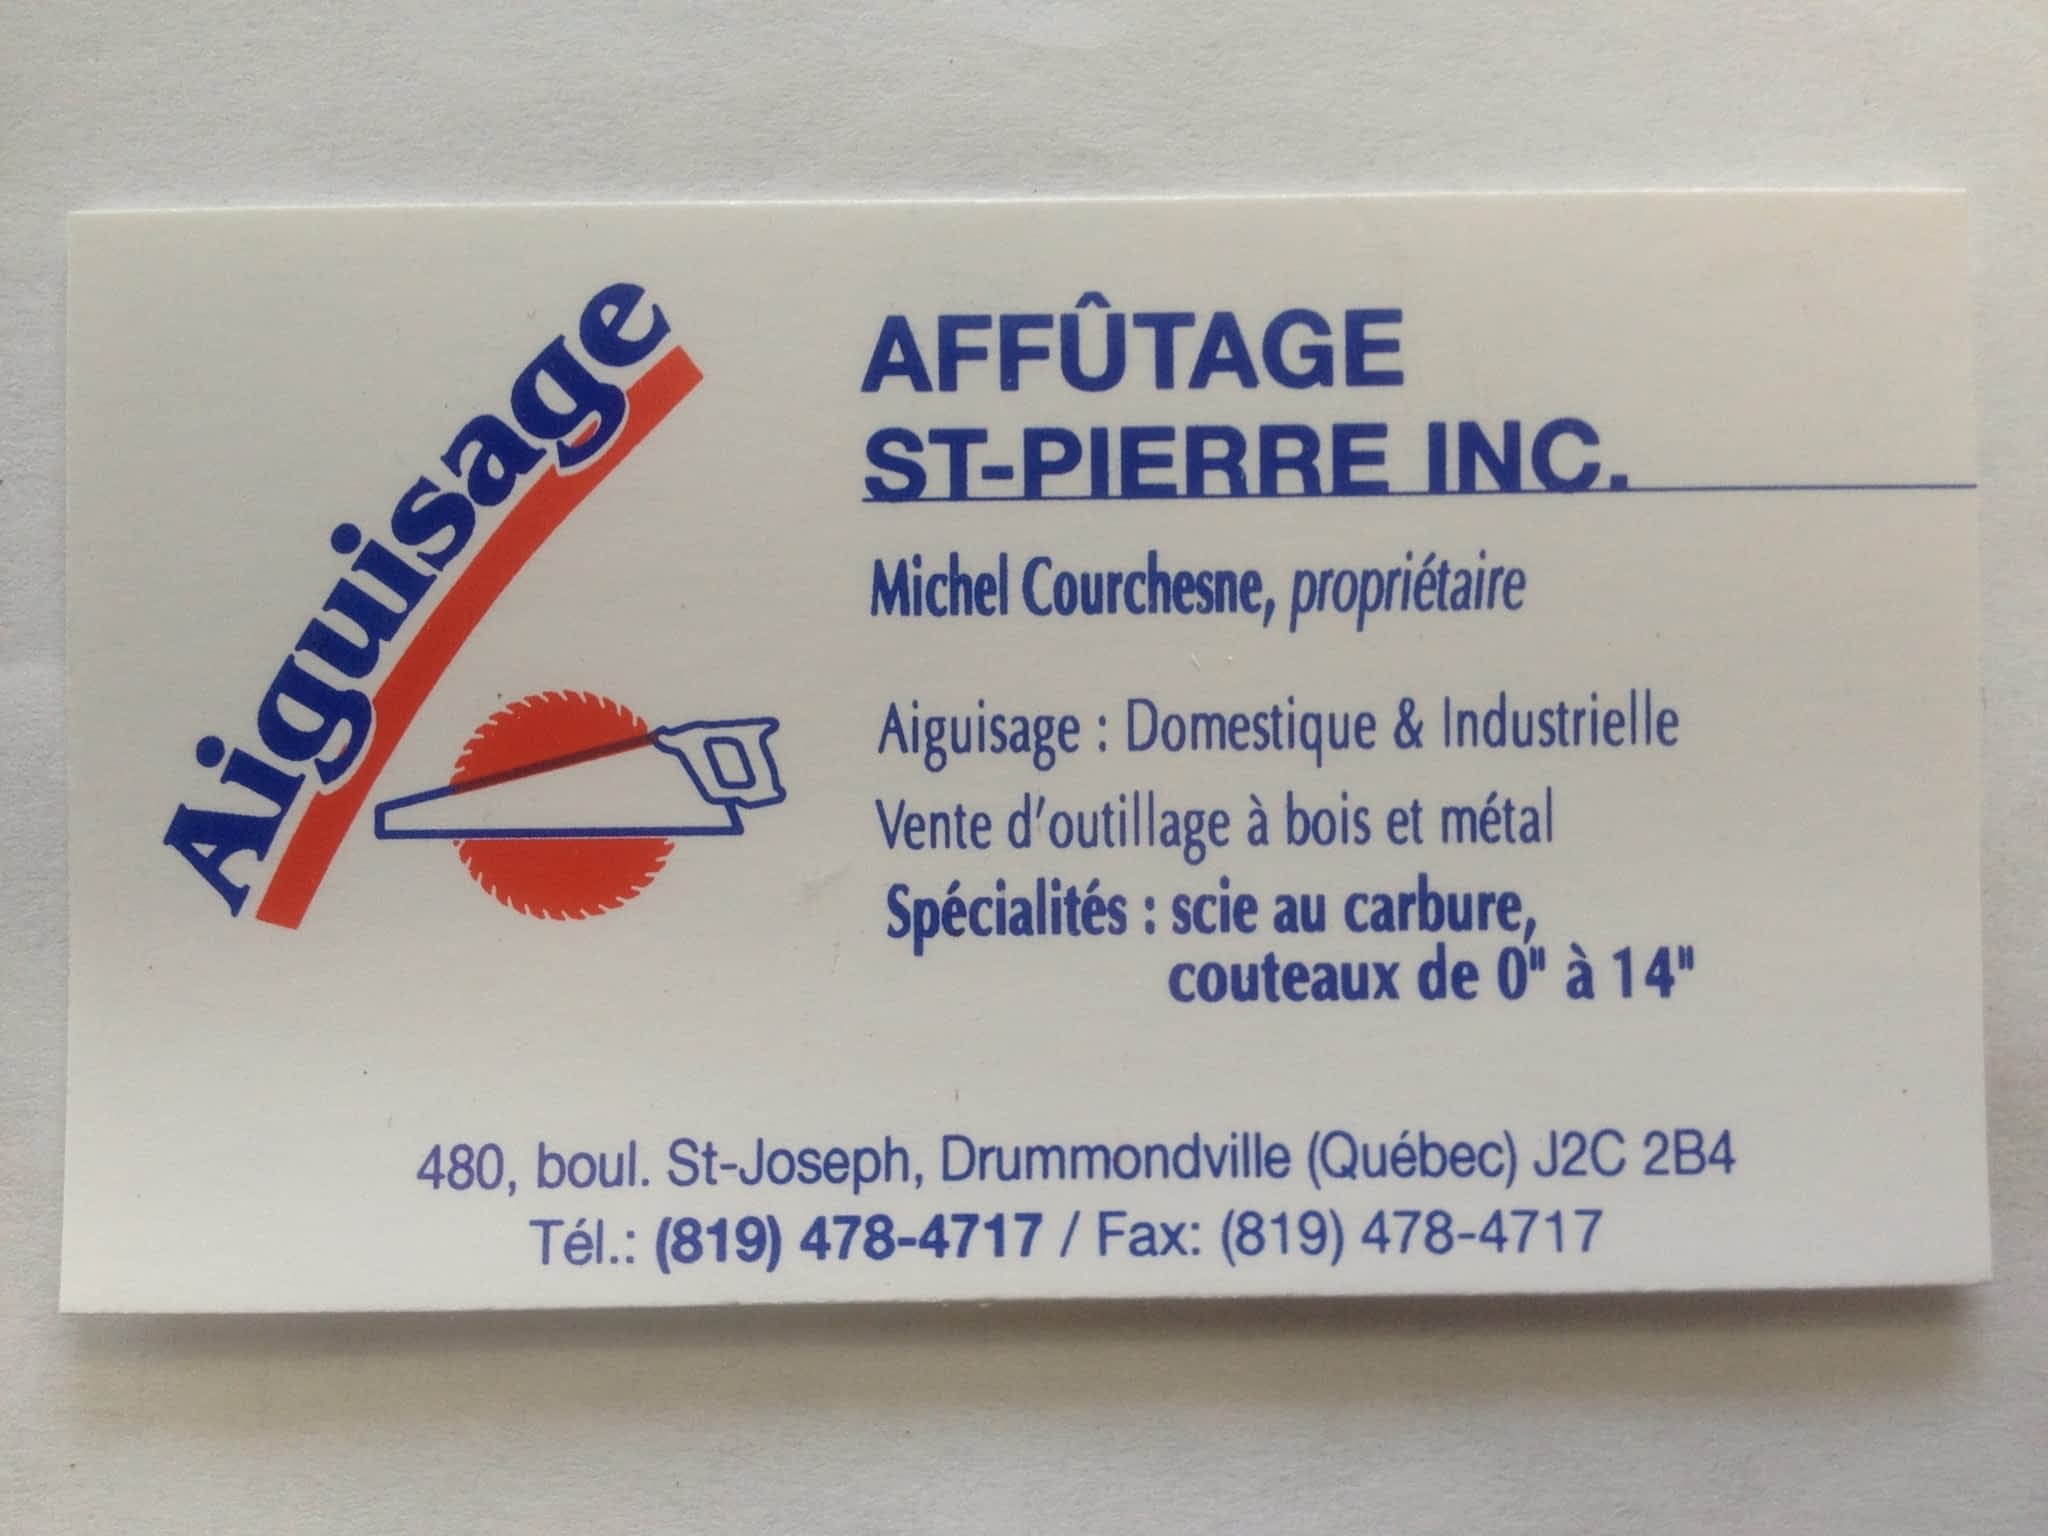 Aiguisage
AFFÛTAGE
ST-PIERRE INC.
Michel Courchesne, propriétaire
Aiguisage : Domestique & Industrielle
Vente d'outillage à bois et métal
Spécialités : scie au carbure,
couteaux de 0" à 14"
480, boul. St-Joseph, Drummondville (Québec) J2C 2B4
Tél.: (819) 478-4717 / Fax: (819) 478-4717